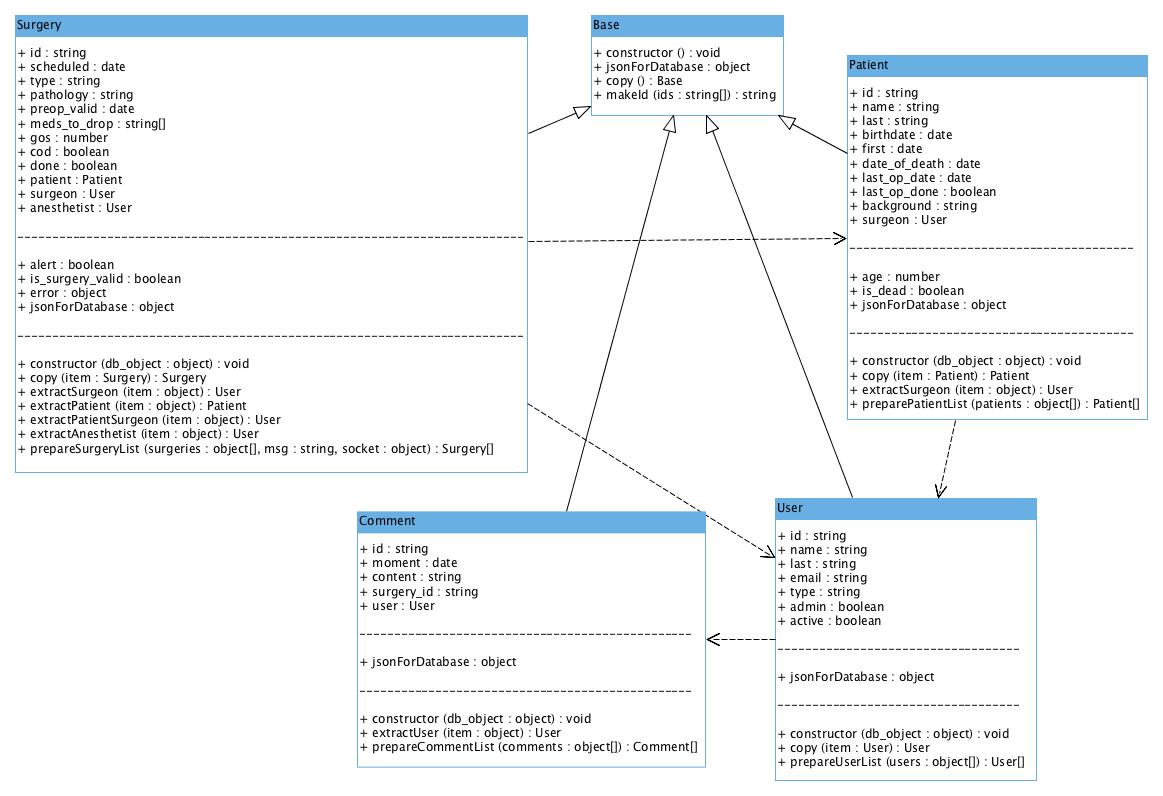 Surgery
+ id : string
+ scheduled : date
+ type : string
+ pathology : string
+ preop_valid : date
+ meds_to_drop : string[]
+ gos : number
+ cod : boolean
+ done : boolean
+ patient : Patient
+ surgeon : User
+ anesthetist : User
+ alert : boolean
+ is_surgery_valid : boolean
+ error : object
+ jsonForDatabase : object
+ constructor (db_object : object) : void
+ copy (item : Surgery) : Surgery
+ extractSurgeon (item : object) : User
+ extractPatient (item : object) : Patient
+ extractPatientSurgeon (item : object) : User
+ extractAnesthetist (item : object) : User
+ prepareSurgeryList (surgeries : object[], msg : string, socket : object) : Surgery[]
Base
+ constructor () : void
+ jsonForDatabase : object
+ copy () : Base
+ makeId (ids : string[]) : string
Patient
+ id : string
+ name : string
+ last : string
+ birthdate : date
+ first : date
+ date_of_death : date
+ last_op_date : date
+ last_op_done : boolean
+ background : string
+ surgeon : User
+ age : number
+ is_dead : boolean
+ jsonForDatabase : object
+ constructor (db_object : object) : void
+ copy (item : Patient) : Patient
+ extractSurgeon (item : object) : User
+ preparePatientList (patients : object[]) : Patient[]
Comment
+ id : string
+ moment : date
+ content : string
+ surgery_id : string
+ user : User
+ jsonForDatabase : object
+ constructor (db_object : object) : void
+ extractUser (item : object) : User
+ prepareCommentList (comments : object[]) : Comment[]
User
+ id : string
+ name : string
+ last : string
+ email : string
+ type : string
+ admin : boolean
+ active : boolean
+ jsonForDatabase : object
+ constructor (db_object : object) : void
+ copy (item : User) : User
+ prepareUserList (users : object[]) : User[]